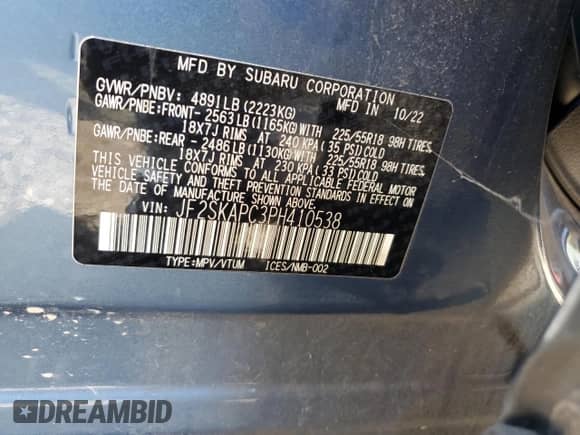 MFD BY SUBARU CORPORATION
GVWR/PNBV: 4891LB(2223KG) MFD IN 10/22
GAWR/PNBE:FRONT- 2563LB(1165KG)WITH 225/55R18 98H TIRES,
18X7J RIMS AT 240 KPA(35 PSI)COLD
GAWR/PNBE:REAR - 2486LB(1130KG)WITH 225/55R18 98H TIRES,
18X7J RIMS AT 230 KPA(33 PSI)COLD
THIS VEHICLE CONFORMS TO ALL APPLICABLE FEDERAL MOTOR
VEHICLE SAFETY AND THEFT PREVENTION STANDARDS IN EFFECT ON
THE DATE OF MANUFACTURE SHOWN ABOVE.
VIN: JF2SKAPC3PH410538
TYPE:MPV/VTUM ICES/NMB-002
DREAMBID